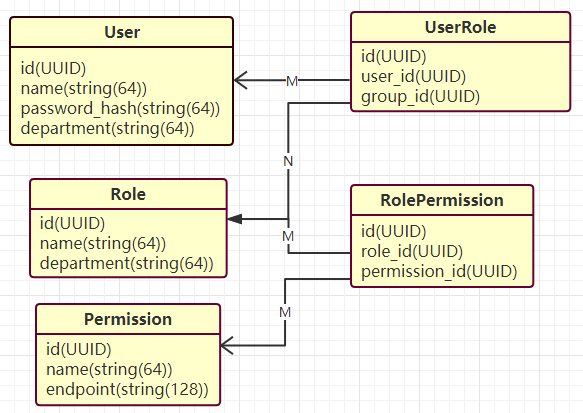 User
id(UUID)
name(string(64))
password_hash(string(64))
department(string(64))
UserRole
id(UUID)
user_id(UUID)
group_id(UUID)
M
N
Role
id(UUID)
name(string(64))
department(string(64))
M
RolePermission
id(UUID)
role_id(UUID)
permission_id(UUID)
M
Permission
id(UUID)
name(string(64))
endpoint(string(128))